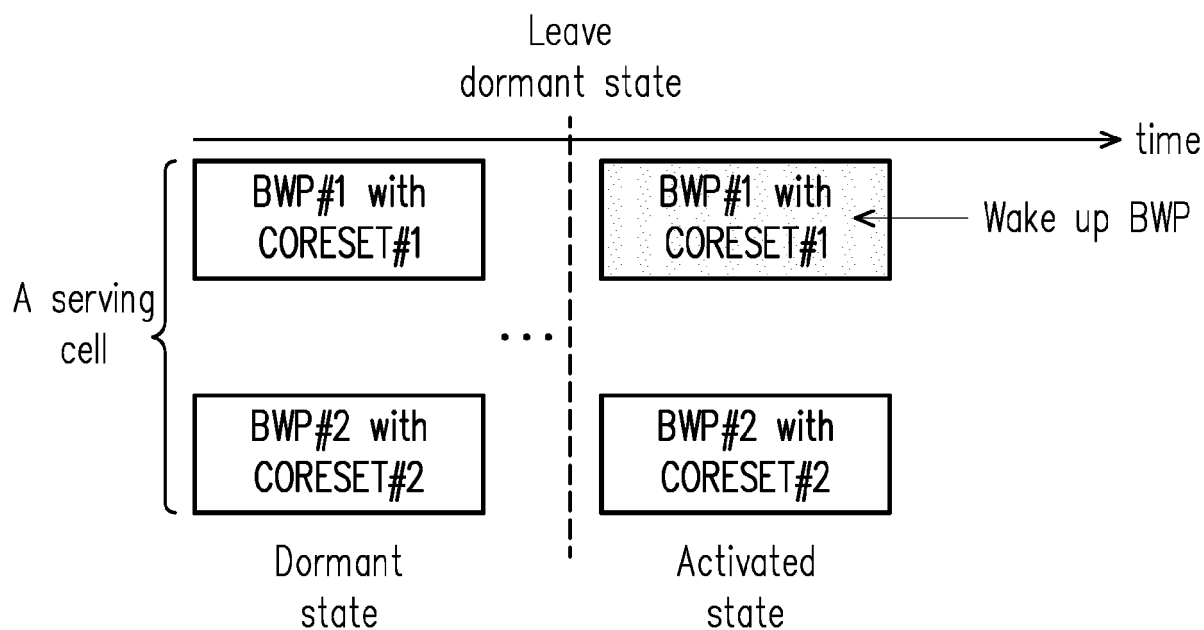 Leave
dormant state
time
BWP#1 with
CORESET#1
BWP#1 with
CORESET#1
Wake up BWP
A serving
cell
...
BWP#2 with
CORESET#2
BWP#2 with
CORESET#2
Dormant
state
Activated
state